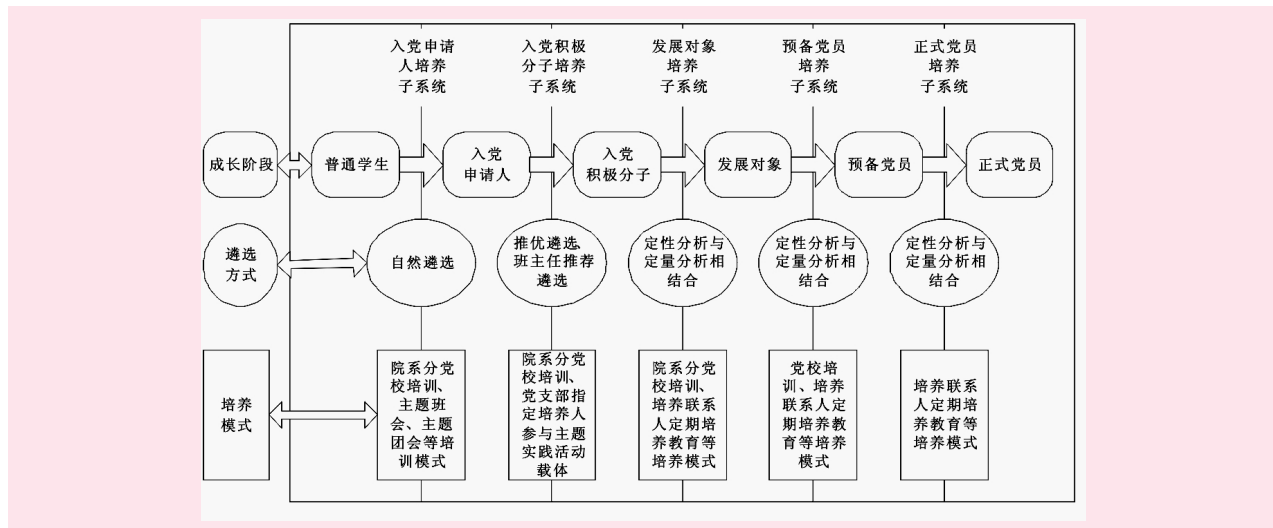 入党申请
人培养
子系统
入党积极
分子培养
子系统
发展对象
培养
子系统
预备党员
培养
子系统
正式党员
培养
子系统
成长阶段
普通学生
入党
申请人
入党
积极分子
发展对象
预备党员
正式党员
遴选
方式
自然遴选
推优遴选、
班主任推荐
遴选
定性分析与
定量分析相
结合
定性分析与
定量分析相
结合
定性分析与
定量分析相
结合
培养
模式
院系分党
校培训、
主题班
会、主题
团会等培
训模式
院系分党
校培训、
党支部指
定培养人
参与主题
实践活动
载体
院系分党
校培训、
培养联系
人定期培
养教育等
培养模式
党校培
训、培养
联系人定
期培养教
育等培养
模式
培养联系
人定期培
养教育等
培养模式